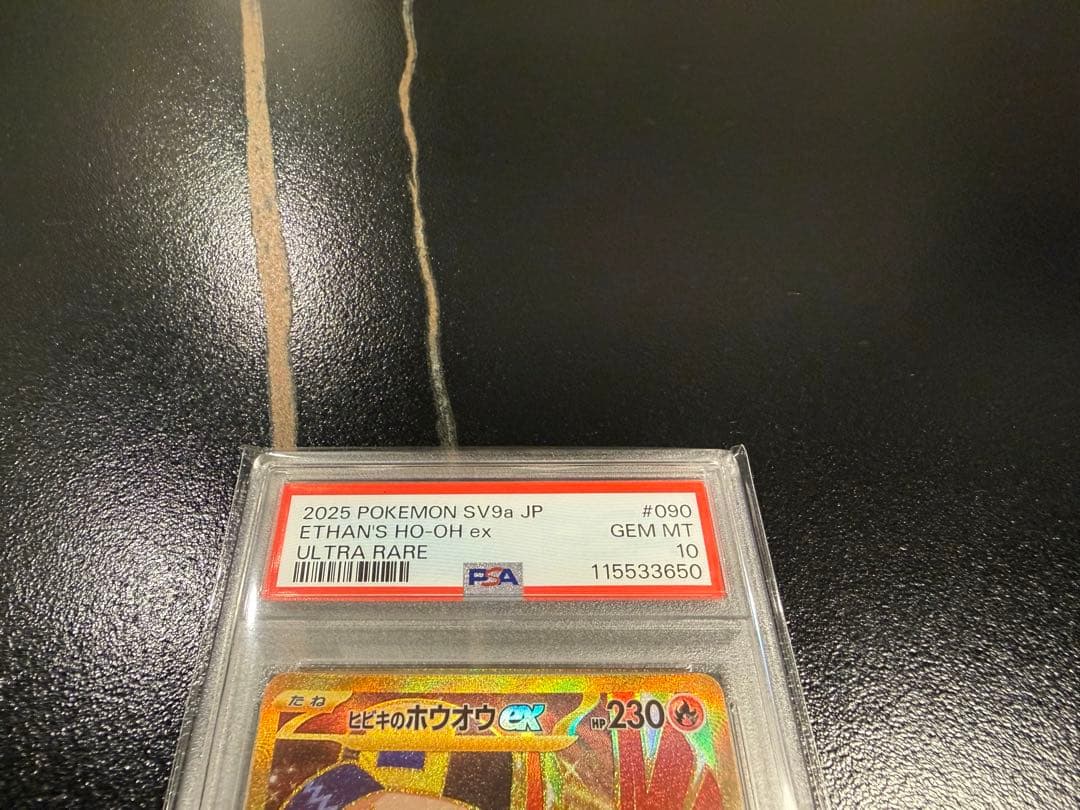 2025 POKEMON SV9a JP #090
ETHAN'S HO-OH ex GEM MT
ULTRA RARE 10
PSA 115533650
たね ヒビキのホウオウex HP230